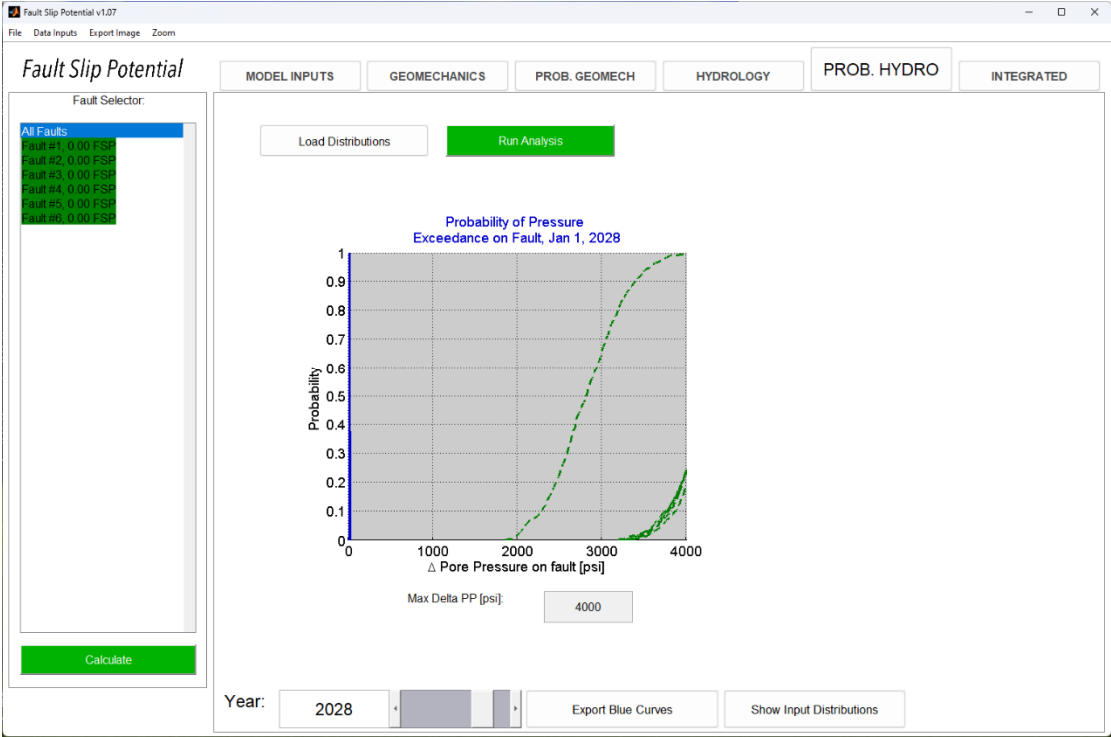 Fault Slip Potential v1.07
File Data Inputs Export Image Zoom
Fault Slip Potential
MODEL INPUTS
GEOMECHANICS
PROB. GEOMECH
HYDROLOGY
PROB. HYDRO
INTEGRATED
Fault Selector:
All Faults
Fault #1, 0.00 FSP
Fault #2, 0.00 FSP
Fault #3, 0.00 FSP
Fault #4, 0.00 FSP
Fault #5, 0.00 FSP
Fault #6, 0.00 FSP
Calculate
Load Distributions
Run Analysis
Probability of Pressure
Exceedance on Fault, Jan 1, 2028
1
0.9
0.8
0.7
0.6
0.5
0.4
0.3
0.2
0.1
0
Probability
0 1000 2000 3000 4000
Δ Pore Pressure on fault [psi]
Max Delta PP [psi]:
4000
Year:
2028
Export Blue Curves
Show Input Distributions